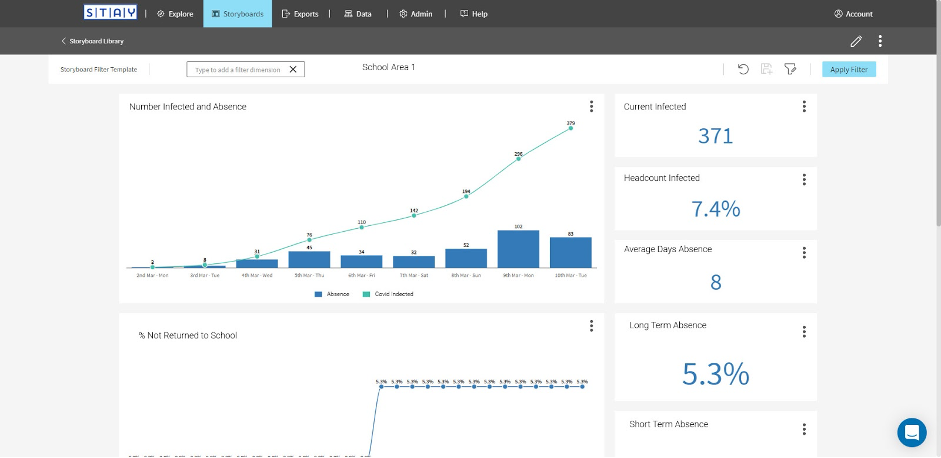 STAY | Explore Storyboards Exports | Data | Admin | Help Account
Storyboard Library
Storyboard Filter Template Type to add a filter dimension School Area 1 Apply Filter
Number Infected and Absence
379
296
194
142
110
76
31
8
2
45
34
32
52
102
83
2nd Mar - Mon 3rd Mar - Tue 4th Mar - Wed 5th Mar - Thu 6th Mar - Fri 7th Mar - Sat 8th Mar - Sun 9th Mar - Mon 10th Mar - Tue
Absence Covid indected
Current Infected
371
Headcount Infected
7.4%
Average Days Absence
8
% Not Returned to School
5.3% 5.3% 5.3% 5.3% 5.3% 5.3% 5.3% 5.3% 5.3% 5.3% 5.3% 5.3% 5.3% 5.3%
Long Term Absence
5.3%
Short Term Absence